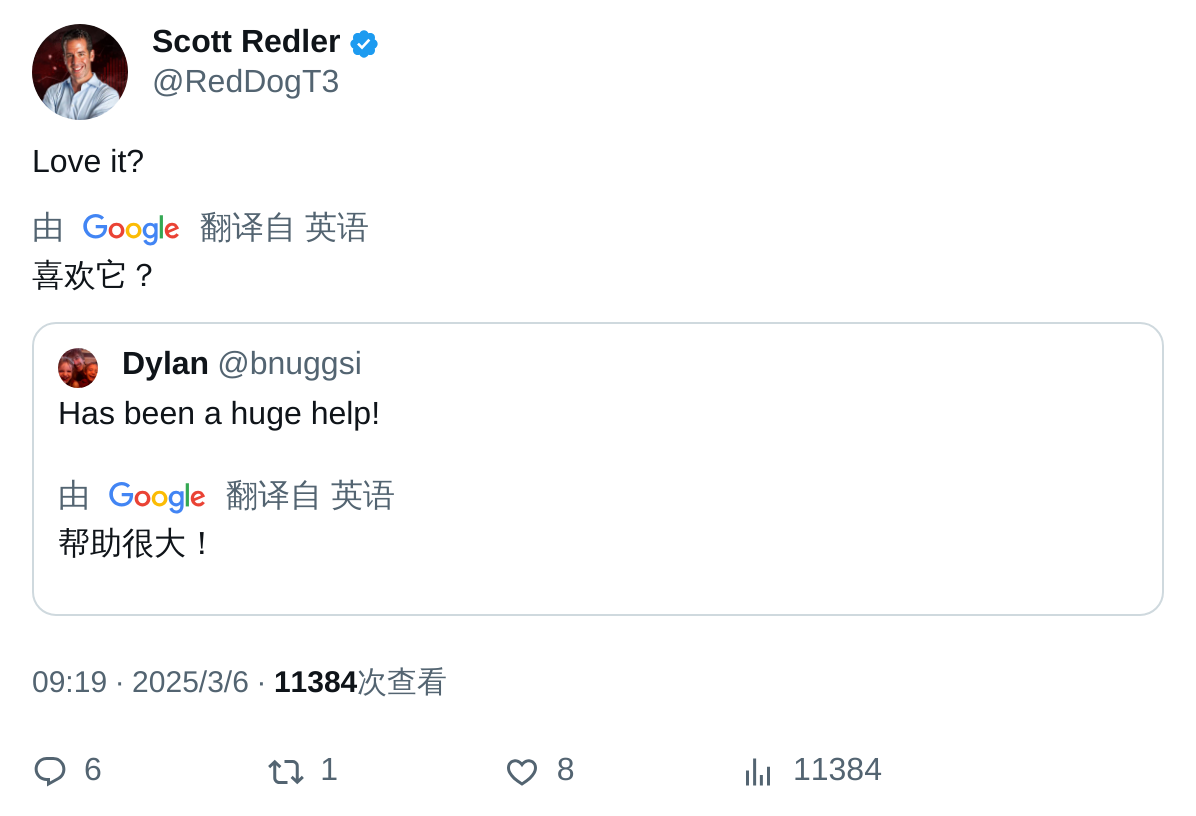 Scott Redler
@RedDogT3
Love it?
由 Google 翻译自 英语
喜欢它？
Dylan @bnuggsi
Has been a huge help!
由 Google 翻译自 英语
帮助很大！
09:19 · 2025/3/6 · 11384次查看
6 1 8 11384